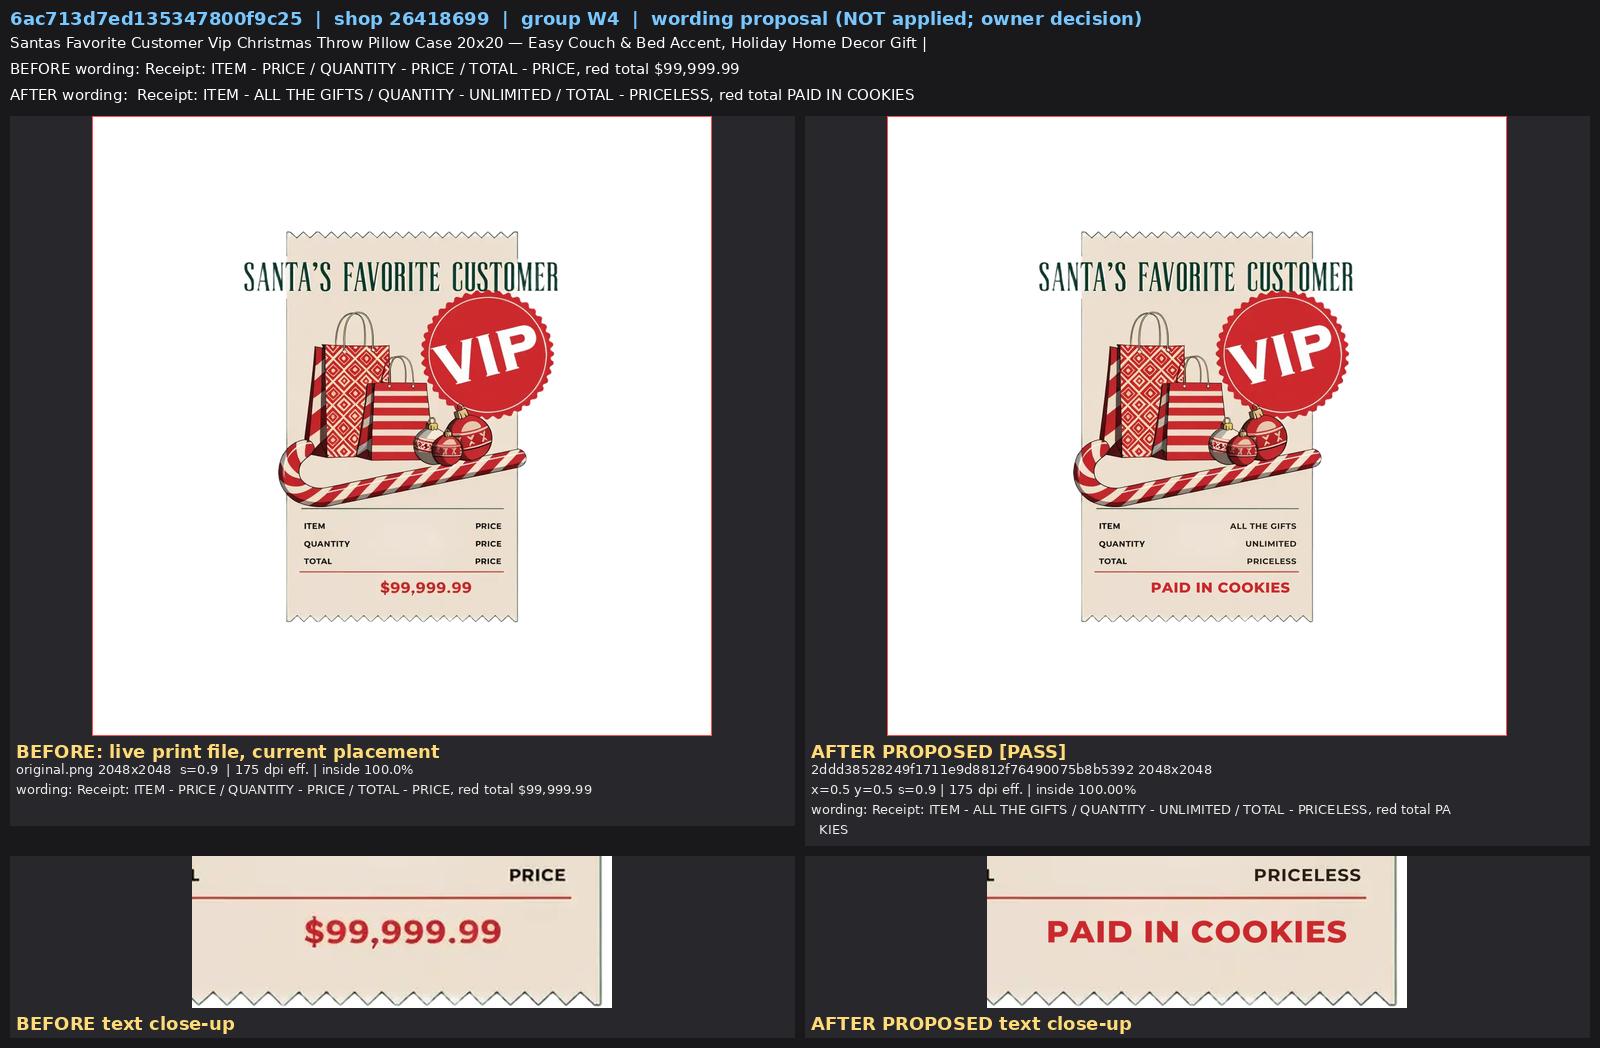 6ac713d7ed135347800f9c25 | shop 26418699 | group W4 | wording proposal (NOT applied; owner decision)
Santas Favorite Customer Vip Christmas Throw Pillow Case 20x20 — Easy Couch & Bed Accent, Holiday Home Decor Gift |
BEFORE wording: Receipt: ITEM - PRICE / QUANTITY - PRICE / TOTAL - PRICE, red total $99,999.99
AFTER wording: Receipt: ITEM - ALL THE GIFTS / QUANTITY - UNLIMITED / TOTAL - PRICELESS, red total PAID IN COOKIES
SANTA'S FAVORITE CUSTOMER
VIP
ITEM PRICE
QUANTITY PRICE
TOTAL PRICE
$99,999.99
BEFORE: live print file, current placement
original.png 2048x2048 s=0.9 | 175 dpi eff. | inside 100.0%
wording: Receipt: ITEM - PRICE / QUANTITY - PRICE / TOTAL - PRICE, red total $99,999.99
SANTA'S FAVORITE CUSTOMER
VIP
ITEM ALL THE GIFTS
QUANTITY UNLIMITED
TOTAL PRICELESS
PAID IN COOKIES
AFTER PROPOSED [PASS]
2ddd38528249f1711e9d8812f76490075b8b5392 2048x2048
x=0.5 y=0.5 s=0.9 | 175 dpi eff. | inside 100.00%
wording: Receipt: ITEM - ALL THE GIFTS / QUANTITY - UNLIMITED / TOTAL - PRICELESS, red total PA
KIES
L PRICE
$99,999.99
BEFORE text close-up
L PRICELESS
PAID IN COOKIES
AFTER PROPOSED text close-up